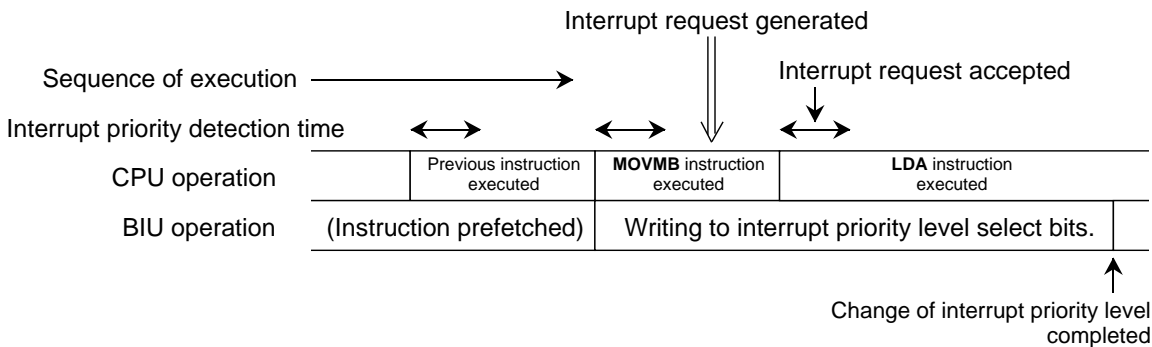 Interrupt request generated
Sequence of execution
Interrupt request accepted
Interrupt priority detection time
CPU operation
Previous instruction
executed
MOVMB instruction
executed
LDA instruction
executed
BIU operation
(Instruction prefetched)
Writing to interrupt priority level select bits.
Change of interrupt priority level
completed